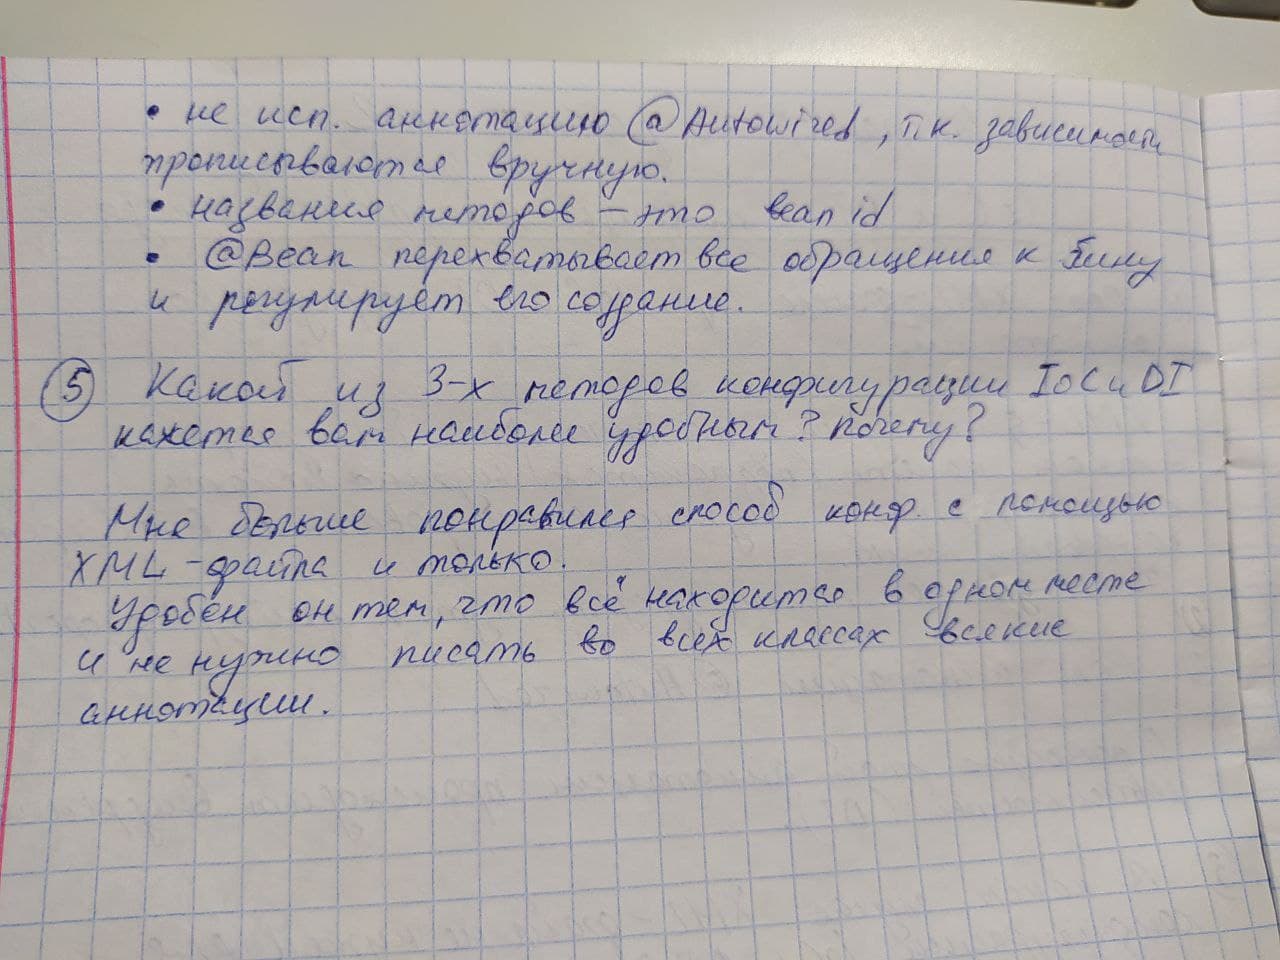 • не исп. аннотацию @Autowired, т.к. зависимости
прописываются вручную.
• названия методов – это bean id
• @Bean перехватывает все обращения к бину
и регулирует его создание.
5 Какой из 3-х методов конфигурации IoC и DI
кажется вам наиболее удобным? Почему?
Мне больше понравился способ конф. с помощью
XML-файла и только.
Удобен он тем, что всё находится в одном месте
и не нужно писать во всех классах всякие
аннотации.